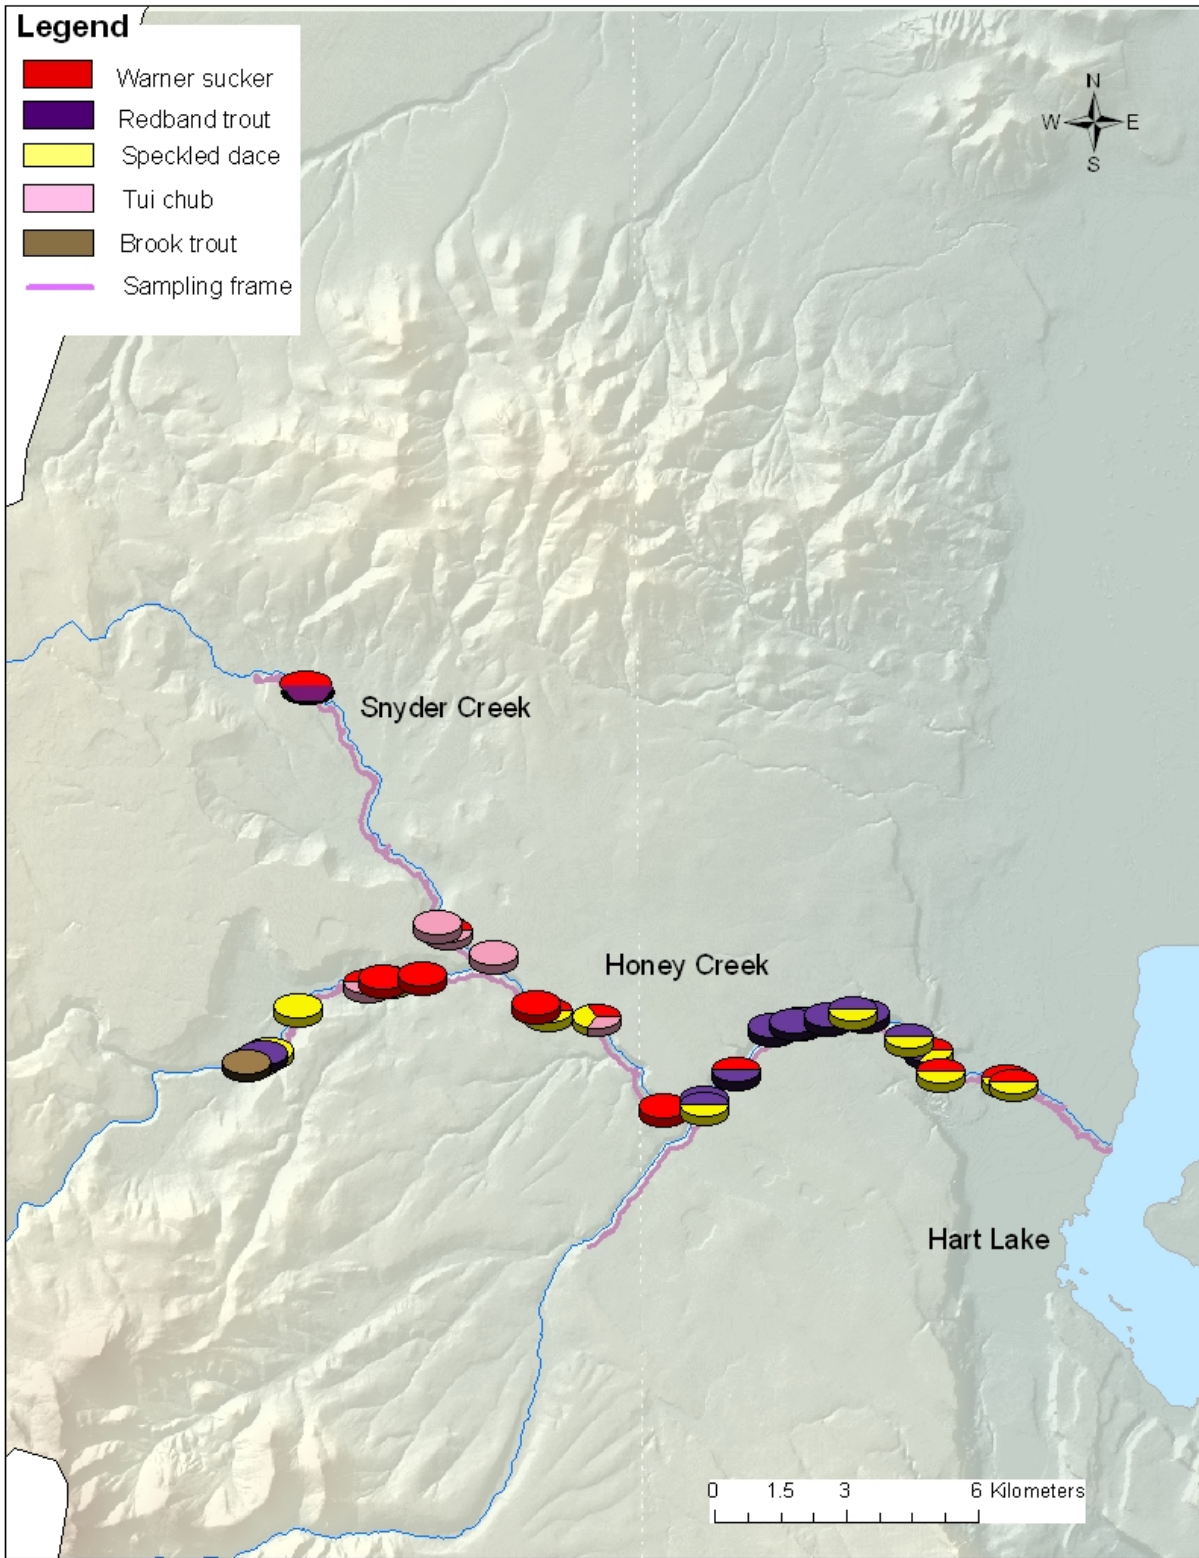 Legend
Warner sucker
Redband trout
Speckled dace
Tui chub
Brook trout
Sampling frame
N
W E
S
Snyder Creek
Honey Creek
Hart Lake
0 1.5 3 6 Kilometers